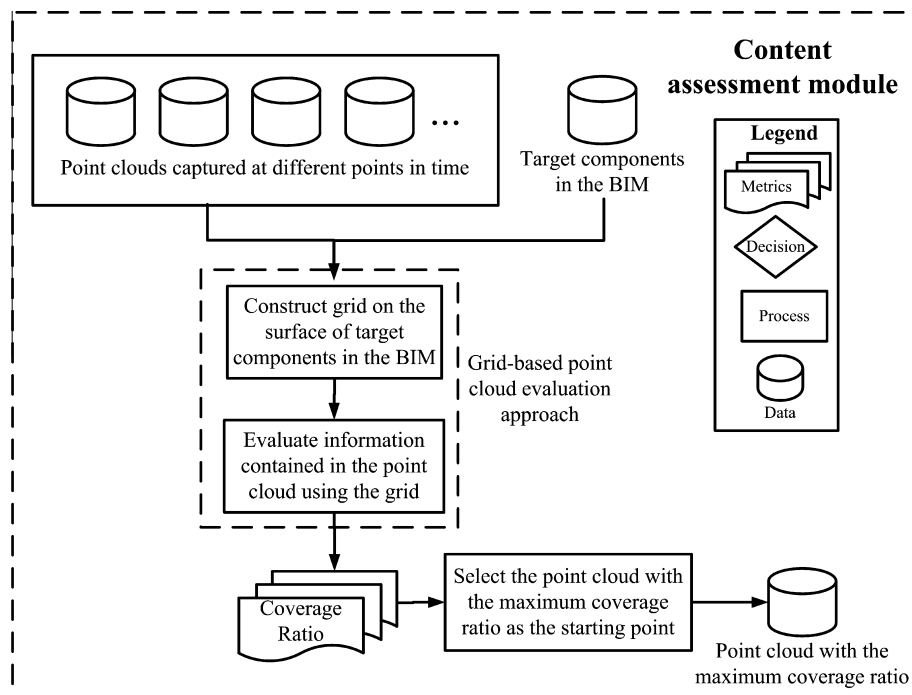 Content
assessment module
...
Point clouds captured at different points in time
Target components
in the BIM
Legend
Metrics
Decision
Process
Data
Construct grid on the
surface of target
components in the BIM
Grid-based point
cloud evaluation
approach
Evaluate information
contained in the point
cloud using the grid
Coverage
Ratio
Select the point cloud with
the maximum coverage
ratio as the starting point
Point cloud with the
maximum coverage ratio